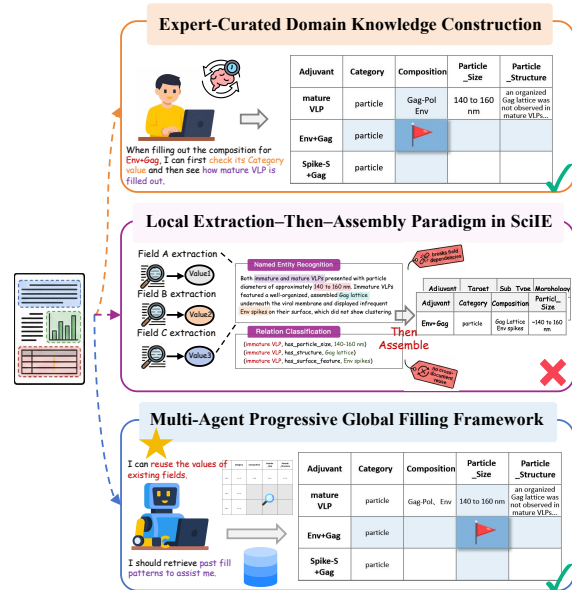 Expert-Curated Domain Knowledge Construction
Adjuvant Category Composition Particle _Size Particle _Structure
mature VLP particle Gag-Pol Env 140 to 160 nm an organized Gag lattice was not observed in mature VLPs...
Env+Gag particle
Spike-S +Gag particle
When filling out the composition for
Env+Gag, I can first check its Category
value and then see how mature VLP is
filled out.
Local Extraction–Then–Assembly Paradigm in SciIE
Field A extraction
Value1
Field B extraction
Value2
Field C extraction
Value3
Named Entity Recognition
Both immature and mature VLPs presented with particle
diameters of approximately 140 to 160 nm. Immature VLPs
featured a well-organized, assembled Gag lattice
underneath the viral membrane and displayed infrequent
Env spikes on their surface, which did not show clustering.
Relation Classification
(immature VLP, has_particle_size, 140-160 nm)
(immature VLP, has_structure, Gag lattice)
(immature VLP, has_surface_feature, Env spikes)
breaks field dependencies
Then
Assemble
no cross-document reuse
Adjuvant Target Sub_Type Morphology
Adjuvant Category Composition Particl_ Size
Env+Gag particle Gag Lattice Env spikes ~140 to 160 nm
Multi-Agent Progressive Global Filling Framework
I can reuse the values of
existing fields.
I should retrieve past fill
patterns to assist me.
Adjuvant Category Composition Particle _Size Particle _Structure
mature VLP particle Gag-Pol、Env 140 to 160 nm an organized Gag lattice was not observed in mature VLPs...
Env+Gag particle
Spike-S +Gag particle